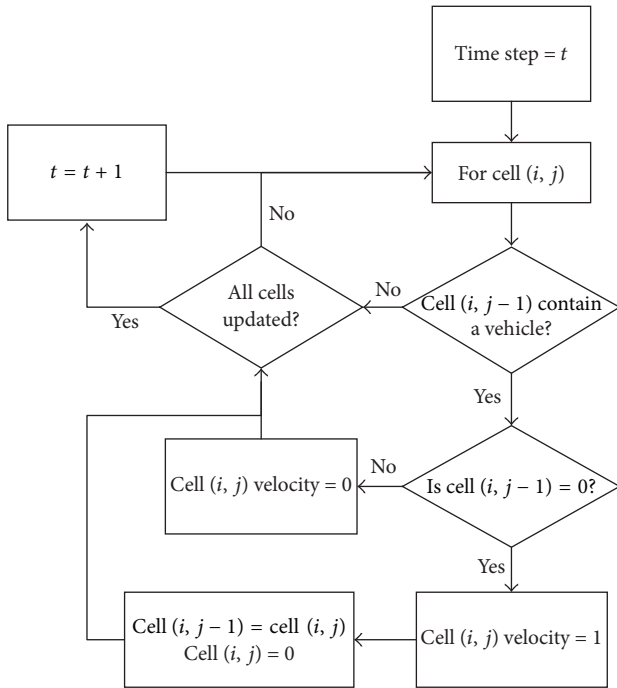 Time step = t
t = t + 1
For cell (i, j)
No
All cells
updated?
No
Cell (i, j − 1) contain
a vehicle?
Yes
Yes
Cell (i, j) velocity = 0
No
Is cell (i, j − 1) = 0?
Yes
Cell (i, j − 1) = cell (i, j)
Cell (i, j) = 0
Cell (i, j) velocity = 1